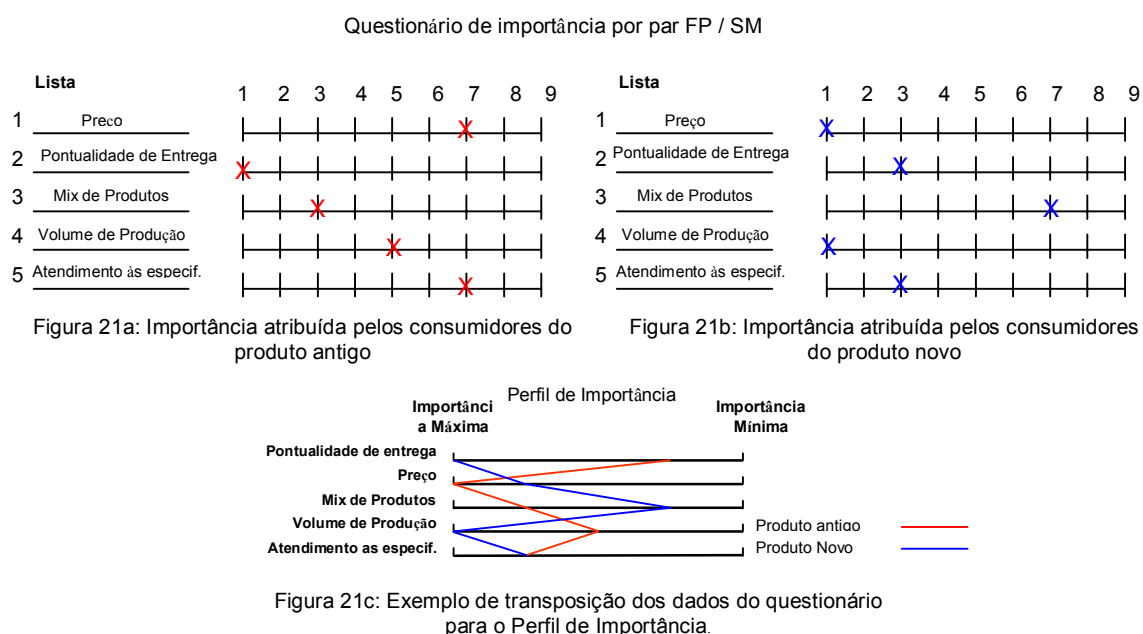 Questionário de importância por par FP / SM
Lista
1 2 3 4 5 6 7 8 9
1 Preco
2 Pontualidade de Entrega
3 Mix de Produtos
4 Volume de Produção
5 Atendimento às especif.
Figura 21a: Importância atribuída pelos consumidores do
produto antigo
Lista
1 2 3 4 5 6 7 8 9
1 Preço
2 Pontualidade de Entrega
3 Mix de Produtos
4 Volume de Produção
5 Atendimento às especif.
Figura 21b: Importância atribuída pelos consumidores
do produto novo
Perfil de Importância
Importânci
a Máxima
Importância
Mínima
Pontualidade de entrega
Preço
Mix de Produtos
Volume de Produção
Atendimento as especif.
Produto antigo
Produto Novo
Figura 21c: Exemplo de transposição dos dados do questionário
para o Perfil de Importância.